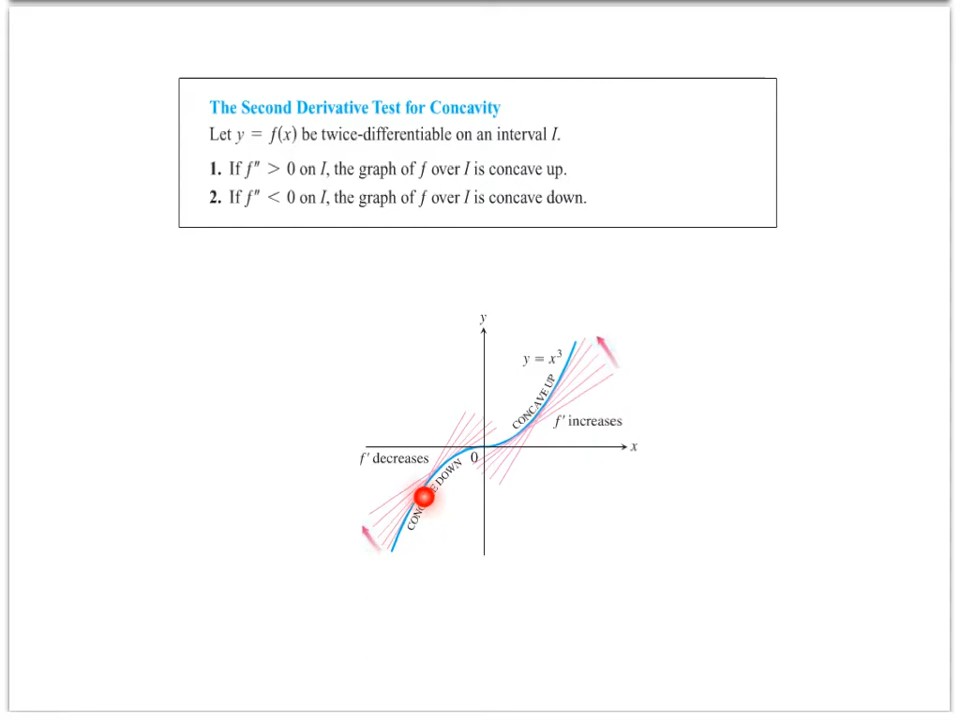 The Second Derivative Test for Concavity
Let y = f(x) be twice-differentiable on an interval I.
1. If f″ > 0 on I, the graph of f over I is concave up.
2. If f″ < 0 on I, the graph of f over I is concave down.
y
y = x³
CONCAVE UP
f′ increases
x
f′ decreases
0
DOWN